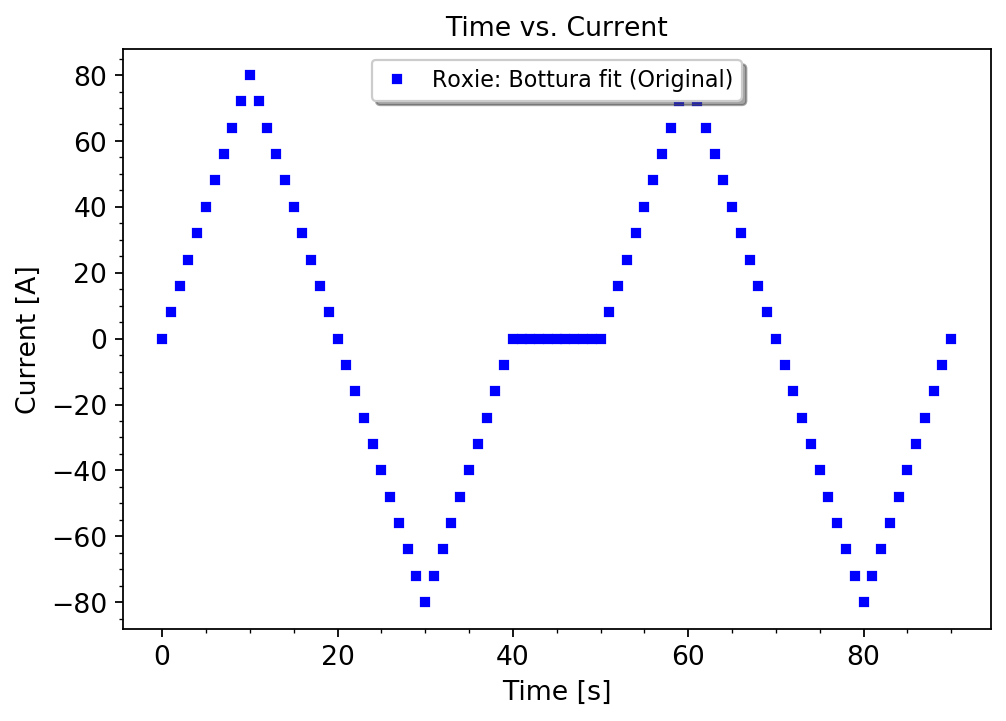 Time vs. Current
Roxie: Bottura fit (Original)
80
60
40
20
0
−20
−40
−60
−80
Current [A]
0 20 40 60 80
Time [s]